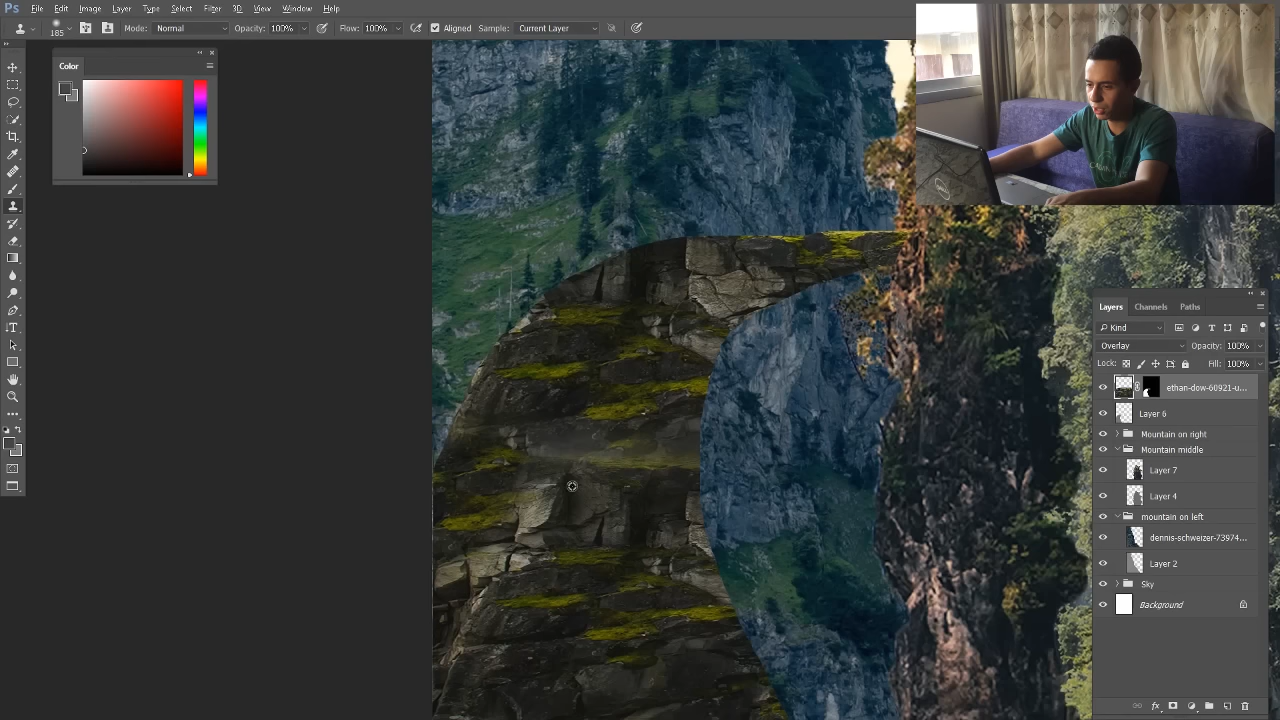 Ps File Edit Image Layer Type Select Filter 3D View Window Help
185 Mode: Normal Opacity: 100% Flow: 100% Aligned Sample: Current Layer
Color
DELL
Layers Channels Paths
Kind
Overlay Opacity: 100%
Lock: Fill: 100%
ethan-dow-60921-u...
Layer 6
Mountain on right
Mountain middle
Layer 7
Layer 4
mountain on left
dennis-schweizer-73974...
Layer 2
Sky
Background
fx